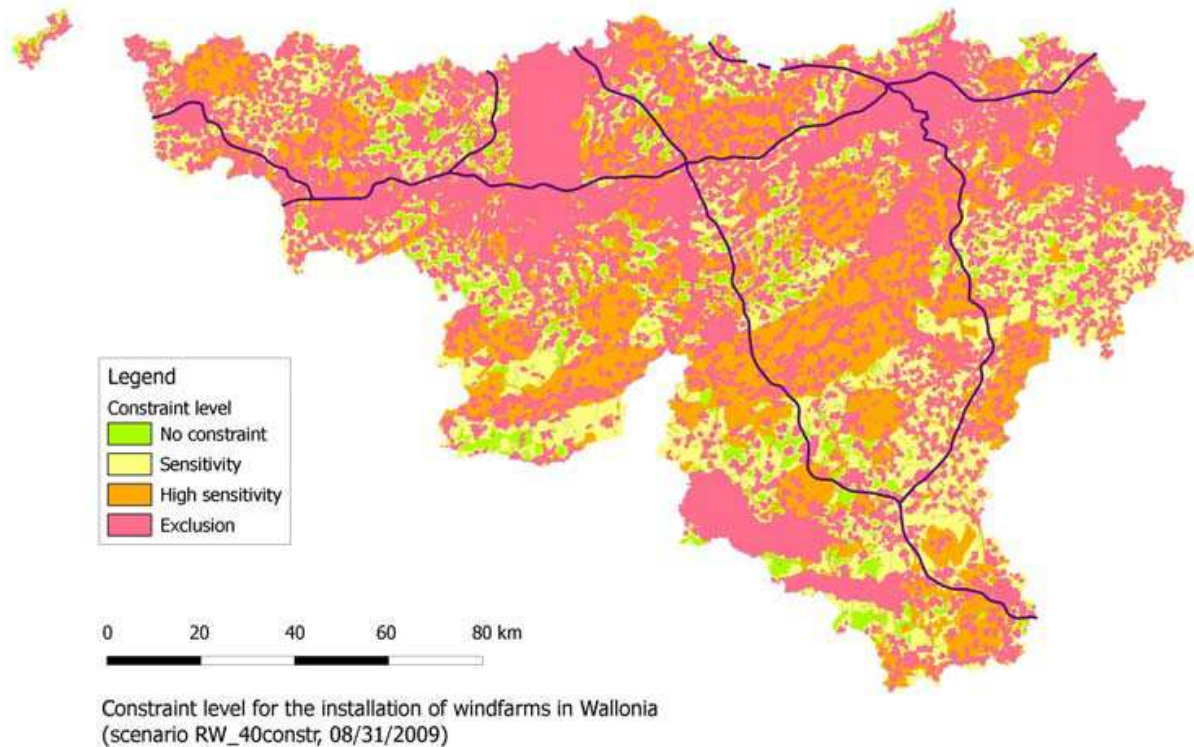 Legend
Constraint level
No constraint
Sensitivity
High sensitivity
Exclusion
0 20 40 60 80 km
Constraint level for the installation of windfarms in Wallonia
(scenario RW_40constr, 08/31/2009)